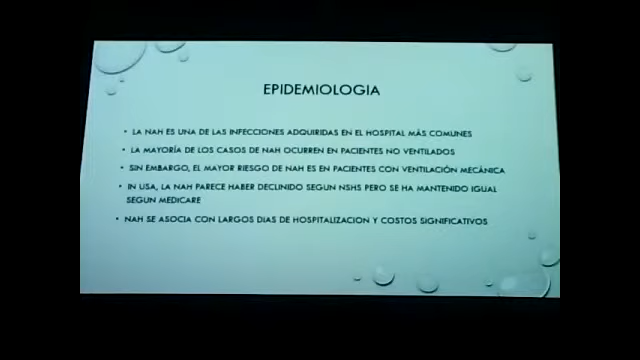 EPIDEMIOLOGIA
• LA NAH ES UNA DE LAS INFECCIONES ADQUIRIDAS EN EL HOSPITAL MÁS COMUNES
• LA MAYORÍA DE LOS CASOS DE NAH OCURREN EN PACIENTES NO VENTILADOS
• SIN EMBARGO, EL MAYOR RIESGO DE NAH ES EN PACIENTES CON VENTILACIÓN MECÁNICA
• IN USA, LA NAH PARECE HABER DECLINIDO SEGUN NSHS PERO SE HA MANTENIDO IGUAL
SEGUN MEDICARE
• NAH SE ASOCIA CON LARGOS DIAS DE HOSPITALIZACION Y COSTOS SIGNIFICATIVOS